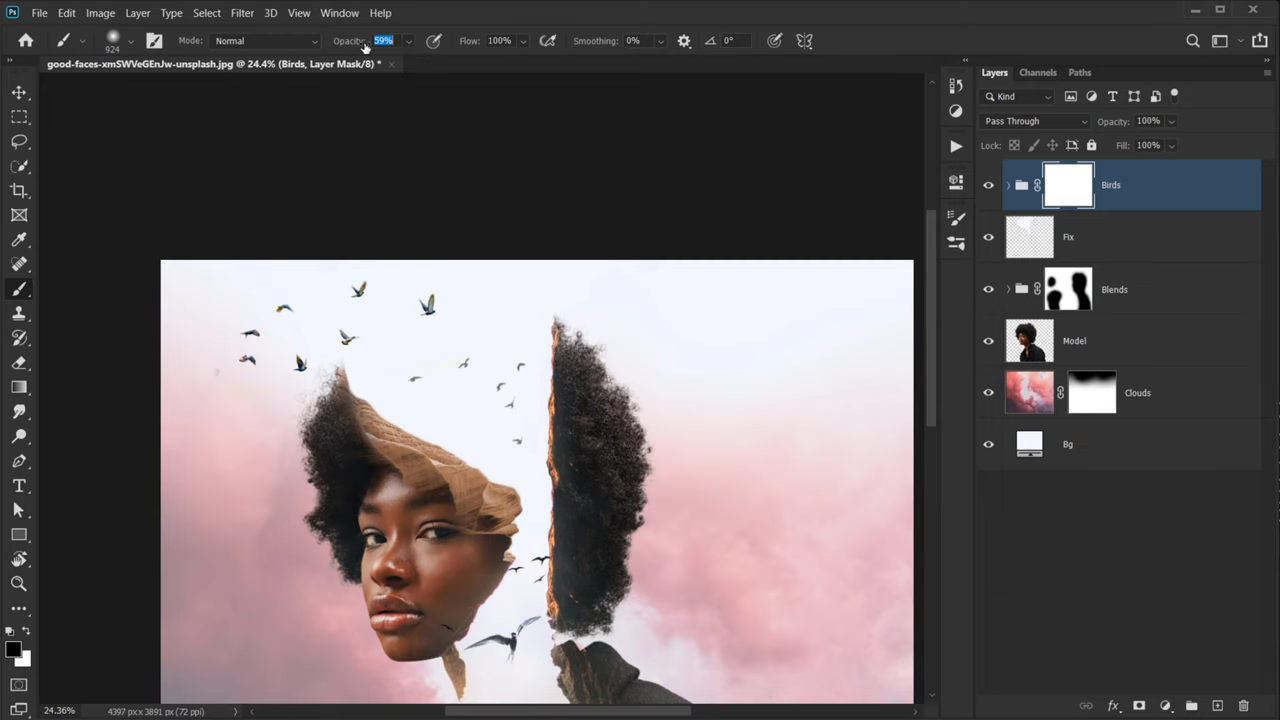 Ps File Edit Image Layer Type Select Filter 3D View Window Help
924 Mode: Normal Opacity: 59% Flow: 100% Smoothing: 0% 0°
good-faces-xmSWVeGEnJw-unsplash.jpg @ 24.4% (Birds, Layer Mask/8) *
Layers Channels Paths
Kind
Pass Through Opacity: 100%
Lock: Fill: 100%
Birds
Fix
Blends
Model
Clouds
Bg
24.36% 4397 px x 3891 px (72 ppi)